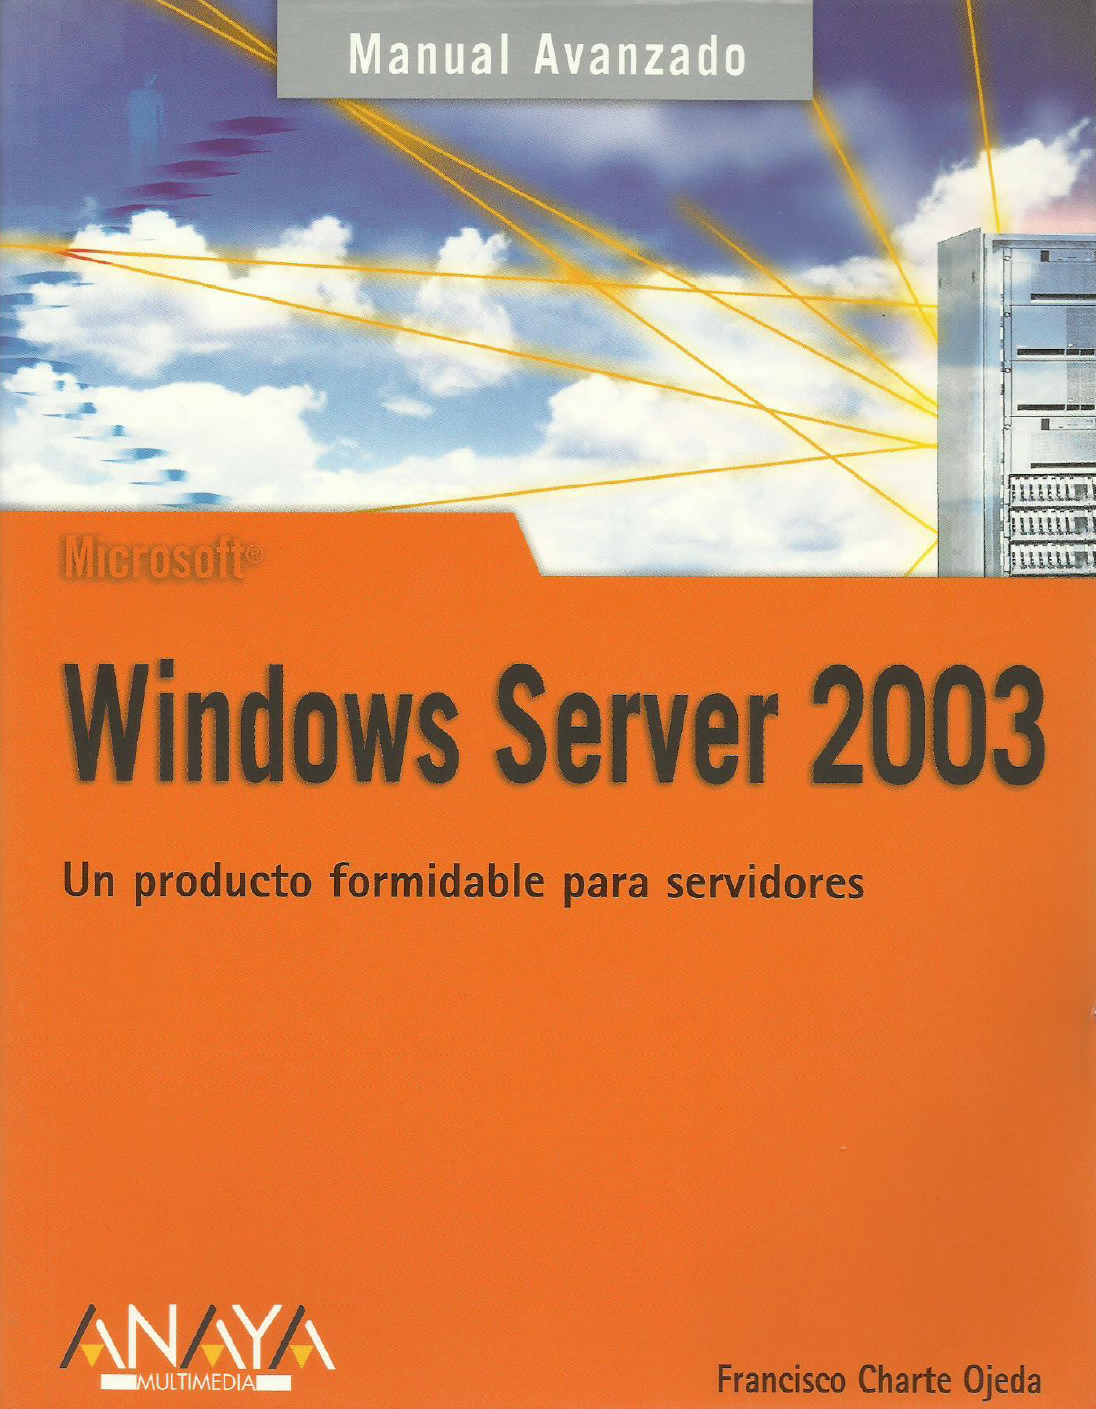 Manual Avanzado
Microsoft®
Windows Server 2003
Un producto formidable para servidores
ANAYA
MULTIMEDIA
Francisco Charte Ojeda